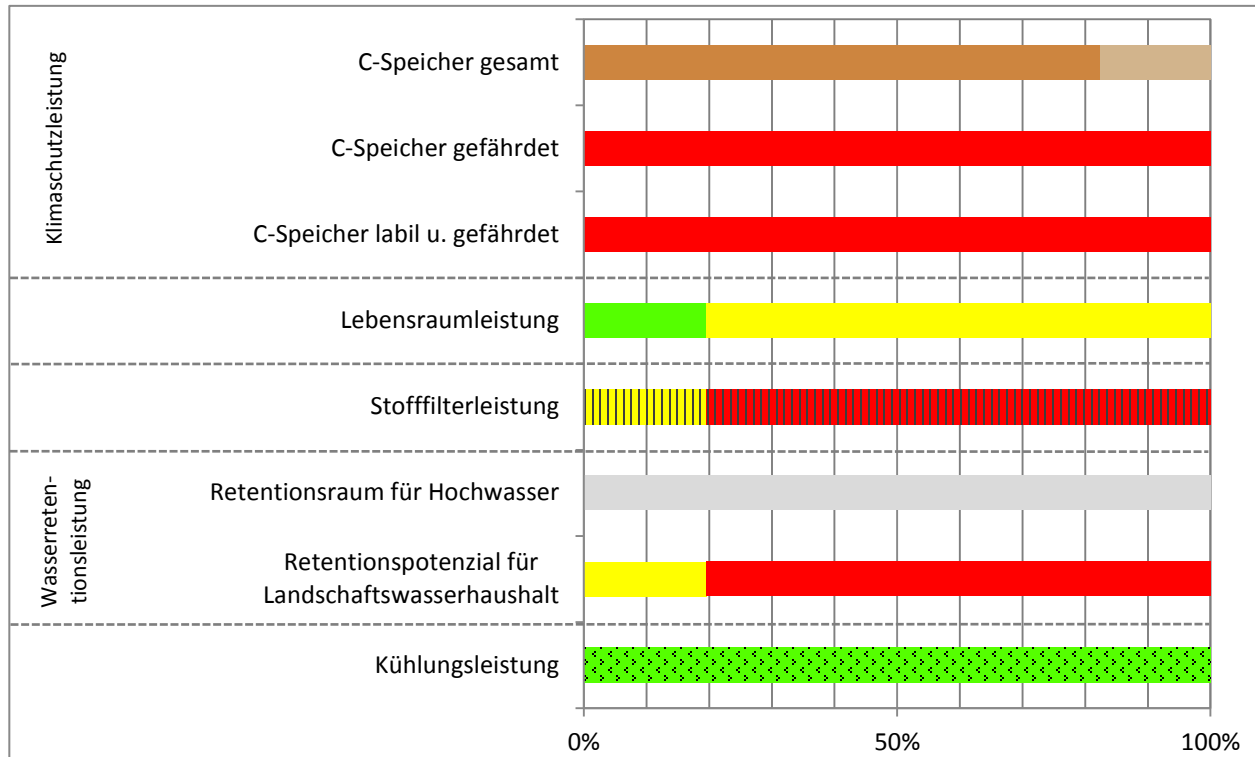 Klimaschutzleistung
C-Speicher gesamt
C-Speicher gefährdet
C-Speicher labil u. gefährdet
Lebensraumleistung
Stofffilterleistung
Wasserreten-
tionsleistung
Retentionsraum für Hochwasser
Retentionspotenzial für
Landschaftswasserhaushalt
Kühlungsleistung
0%
50%
100%